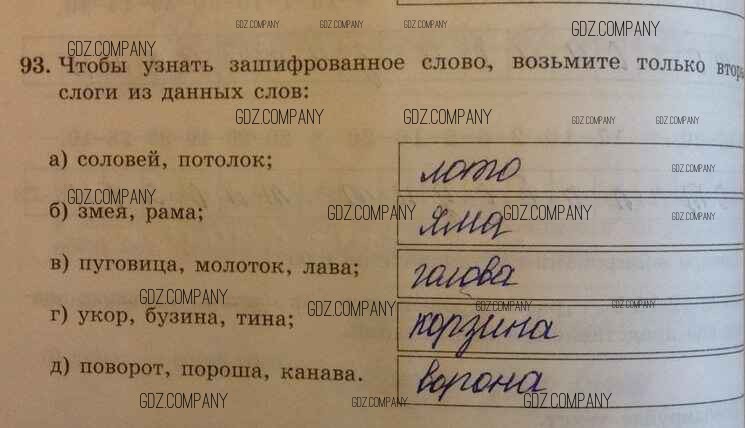 93. Чтобы узнать зашифрованное слово, возьмите только вторы
слоги из данных слов:
а) соловей, потолок; лото
б) змея, рама; яма
в) пуговица, молоток, лава; голова
г) укор, бузина, тина; корзина
д) поворот, пороша, канава. ворона
GDZ.COMPANY